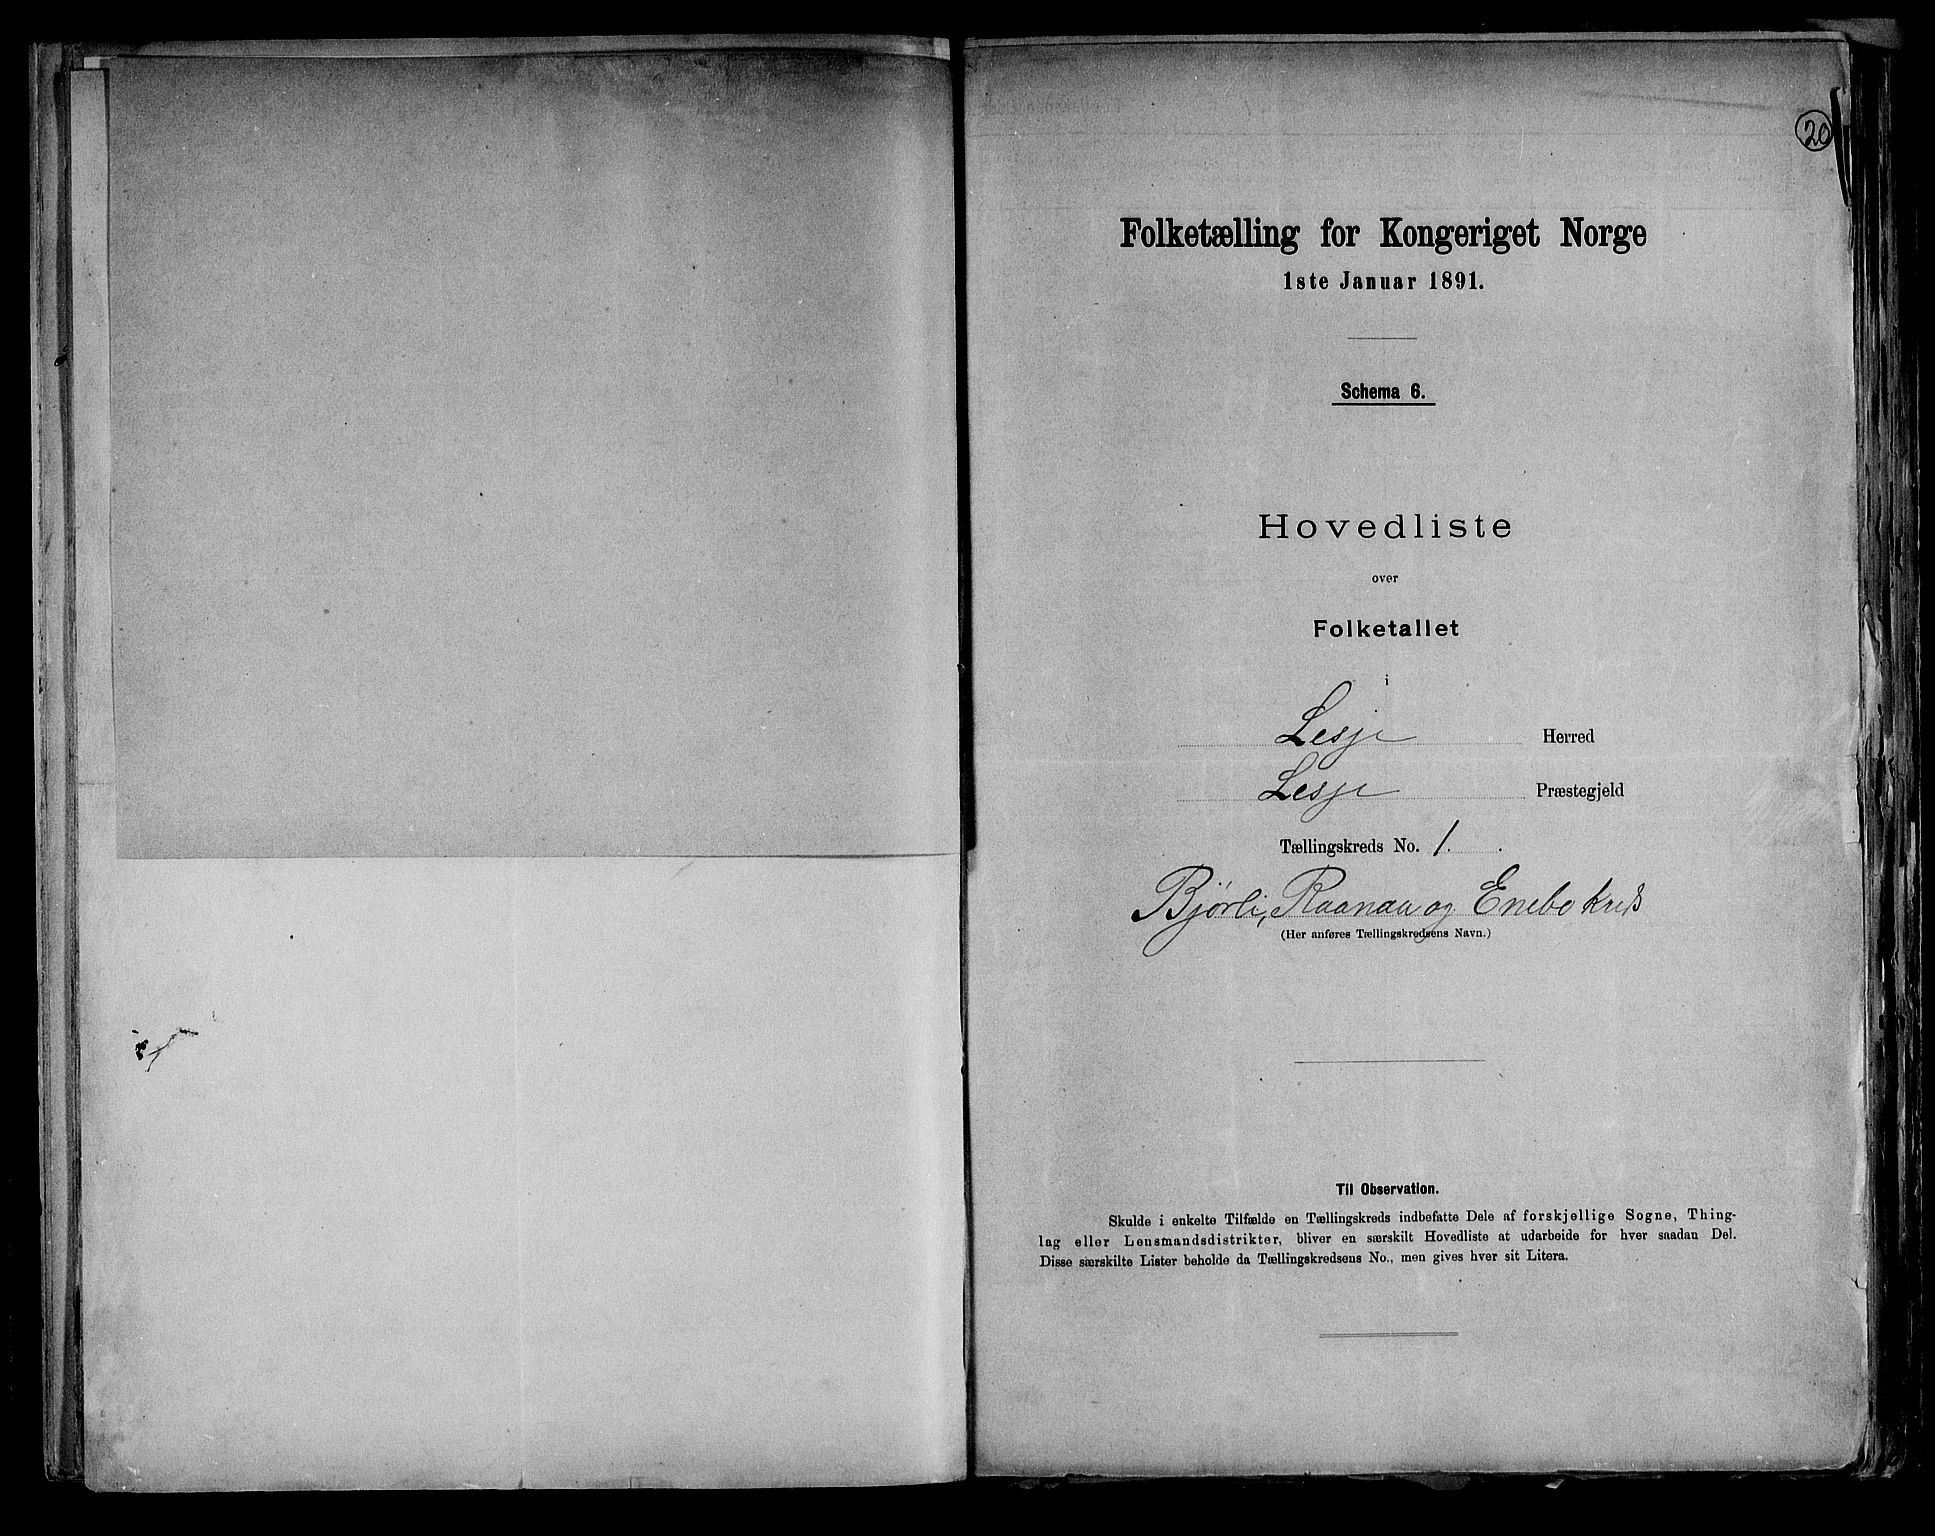 20
Folketælling for Kongeriget Norge
1ste Januar 1891.
Schema 6.
Hovedliste
over
Folketallet
i
Lesje Herred
Lesje Præstegjeld
Tællingskreds No. 1.
Bjørli, Raanaa og Enebo Kreds
(Her anføres Tællingskredsens Navn.)
Til Observation.
Skulde i enkelte Tilfælde en Tællingskreds indbefatte Dele af forskjellige Sogne, Thing-
lag eller Lensmandsdistrikter, bliver en særskilt Hovedliste at udarbeide for hver saadan Del.
Disse særskilte Lister beholde da Tællingskredsens No., men gives hver sit Litera.